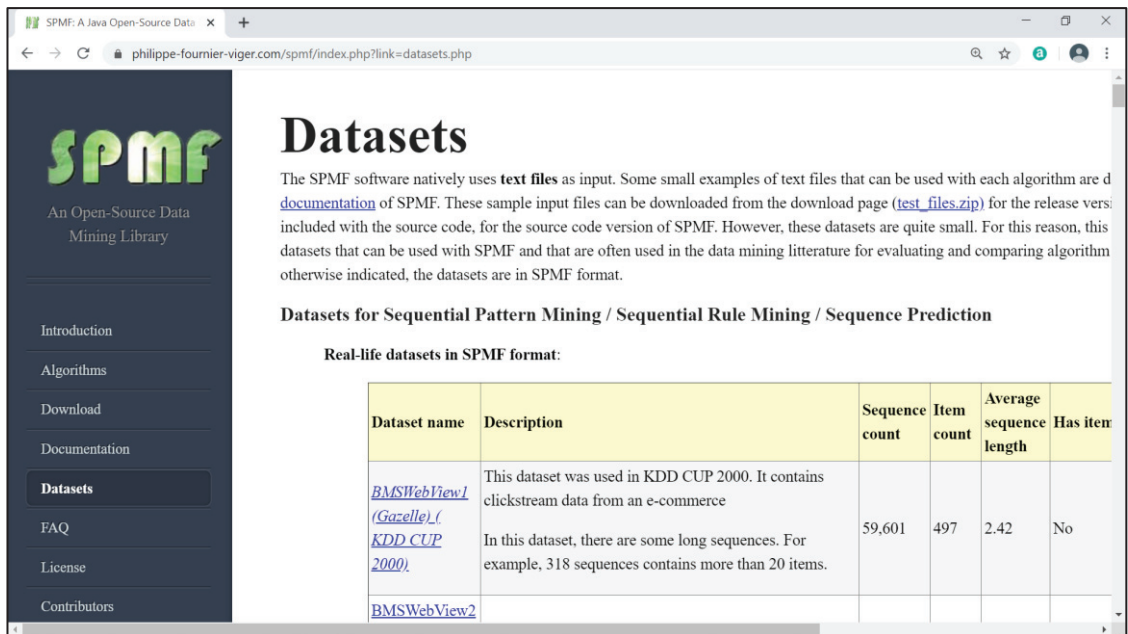 SPMF: A Java Open-Source Data
philippe-fournier-viger.com/spmf/index.php?link=datasets.php
a
SPMF
An Open-Source Data
Mining Library
Introduction
Algorithms
Download
Documentation
Datasets
FAQ
License
Contributors
Datasets
The SPMF software natively uses text files as input. Some small examples of text files that can be used with each algorithm are d
documentation of SPMF. These sample input files can be downloaded from the download page (test_files.zip) for the release versi
included with the source code, for the source code version of SPMF. However, these datasets are quite small. For this reason, this
datasets that can be used with SPMF and that are often used in the data mining litterature for evaluating and comparing algorithm
otherwise indicated, the datasets are in SPMF format.
Datasets for Sequential Pattern Mining / Sequential Rule Mining / Sequence Prediction
Real-life datasets in SPMF format:
Dataset name Description Sequence count Item count Average sequence length Has item
BMSWebView1
(Gazelle) (
KDD CUP
2000)
This dataset was used in KDD CUP 2000. It contains
clickstream data from an e-commerce
In this dataset, there are some long sequences. For
example, 318 sequences contains more than 20 items.
59,601 497 2.42 No
BMSWebView2